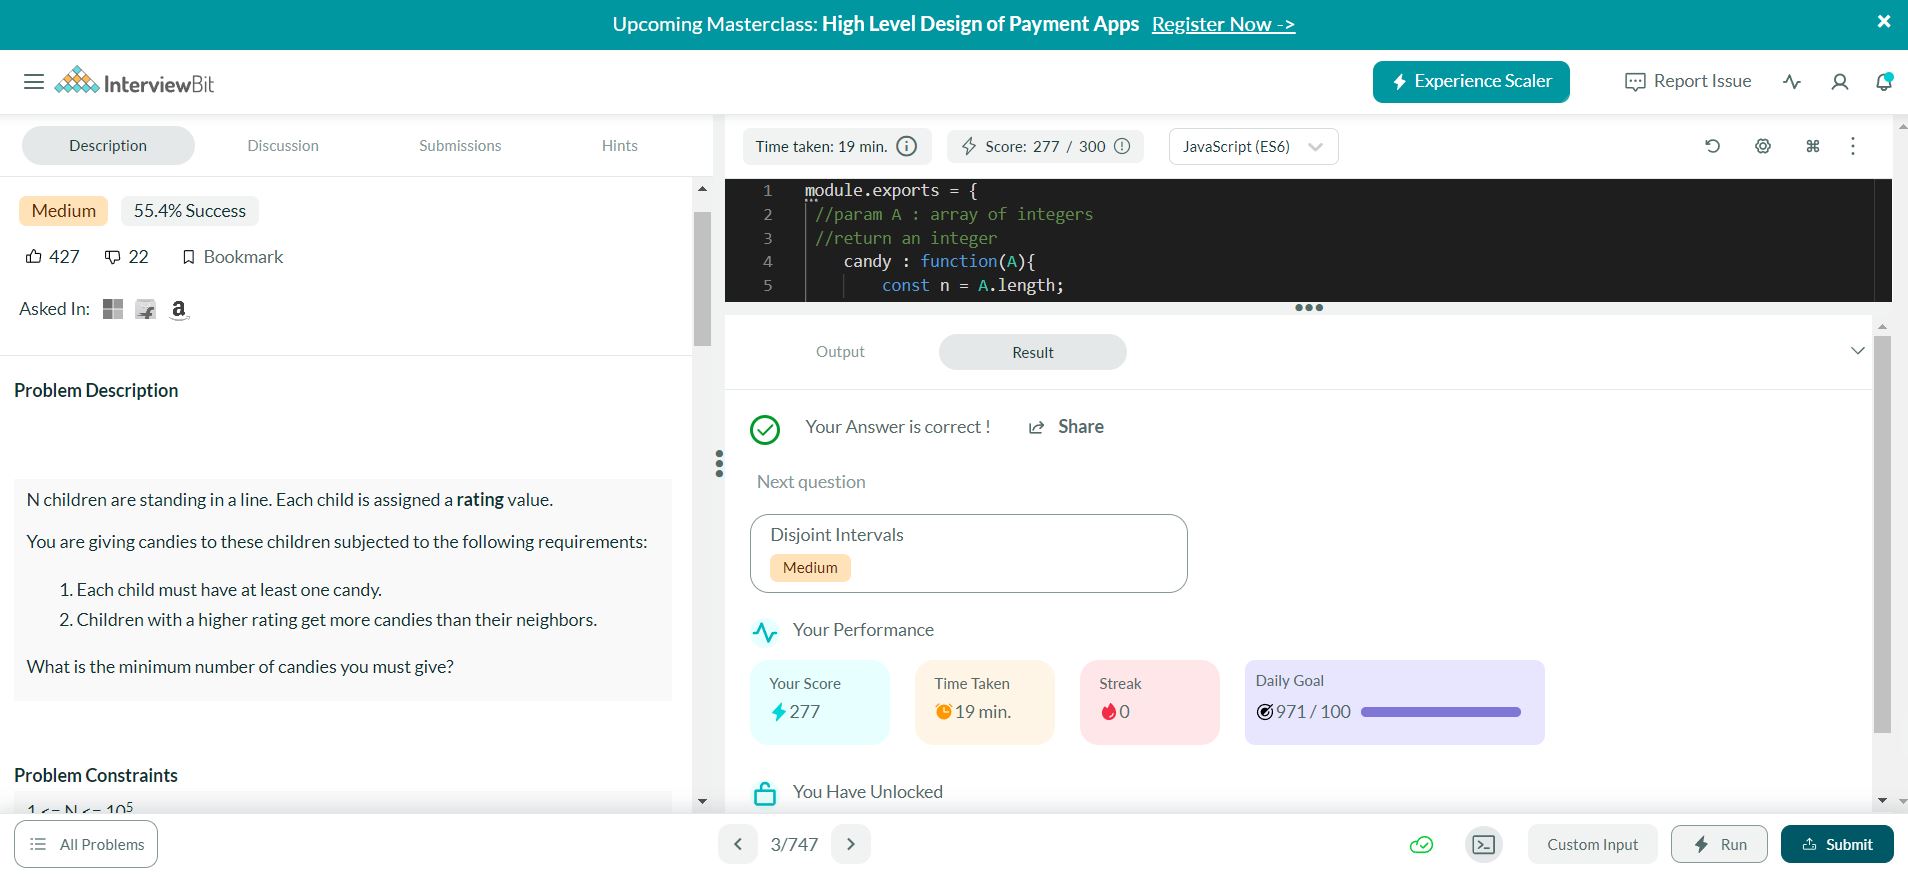 Upcoming Masterclass: High Level Design of Payment Apps Register Now ->
InterviewBit
Experience Scaler
Report Issue
Description
Discussion
Submissions
Hints
Medium
55.4% Success
427
22
Bookmark
Asked In:
Problem Description
N children are standing in a line. Each child is assigned a rating value.
You are giving candies to these children subjected to the following requirements:
1. Each child must have at least one candy.
2. Children with a higher rating get more candies than their neighbors.
What is the minimum number of candies you must give?
Problem Constraints
1 <= N <= 10⁵
Time taken: 19 min.
Score: 277 / 300
JavaScript (ES6)
1 module.exports = {
2 //param A : array of integers
3 //return an integer
4 candy : function(A){
5 const n = A.length;
Output
Result
Your Answer is correct !
Share
Next question
Disjoint Intervals
Medium
Your Performance
Your Score
277
Time Taken
19 min.
Streak
0
Daily Goal
971 / 100
You Have Unlocked
All Problems
3/747
Custom Input
Run
Submit